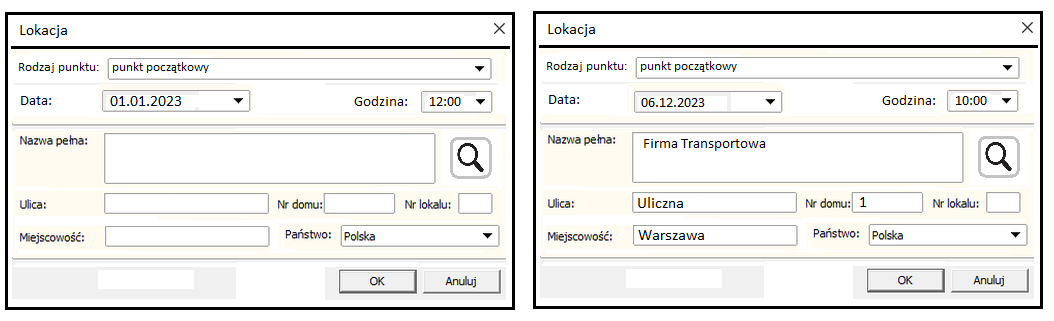 Lokacja
Rodzaj punktu: punkt początkowy
Data: 01.01.2023 Godzina: 12:00
Nazwa pełna:
Ulica: Nr domu: Nr lokalu:
Miejscowość: Państwo: Polska
OK Anuluj
Lokacja
Rodzaj punktu: punkt początkowy
Data: 06.12.2023 Godzina: 10:00
Nazwa pełna: Firma Transportowa
Ulica: Uliczna Nr domu: 1 Nr lokalu:
Miejscowość: Warszawa Państwo: Polska
OK Anuluj